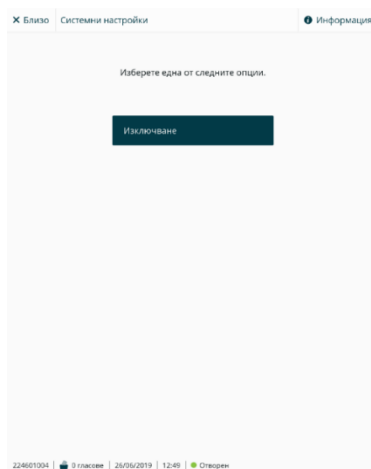 ✕ Близо Системни настройки Информация
Изберете една от следните опции.
Изключване
224601004 | 0 гласове | 26/06/2019 | 12:49 | Отворен